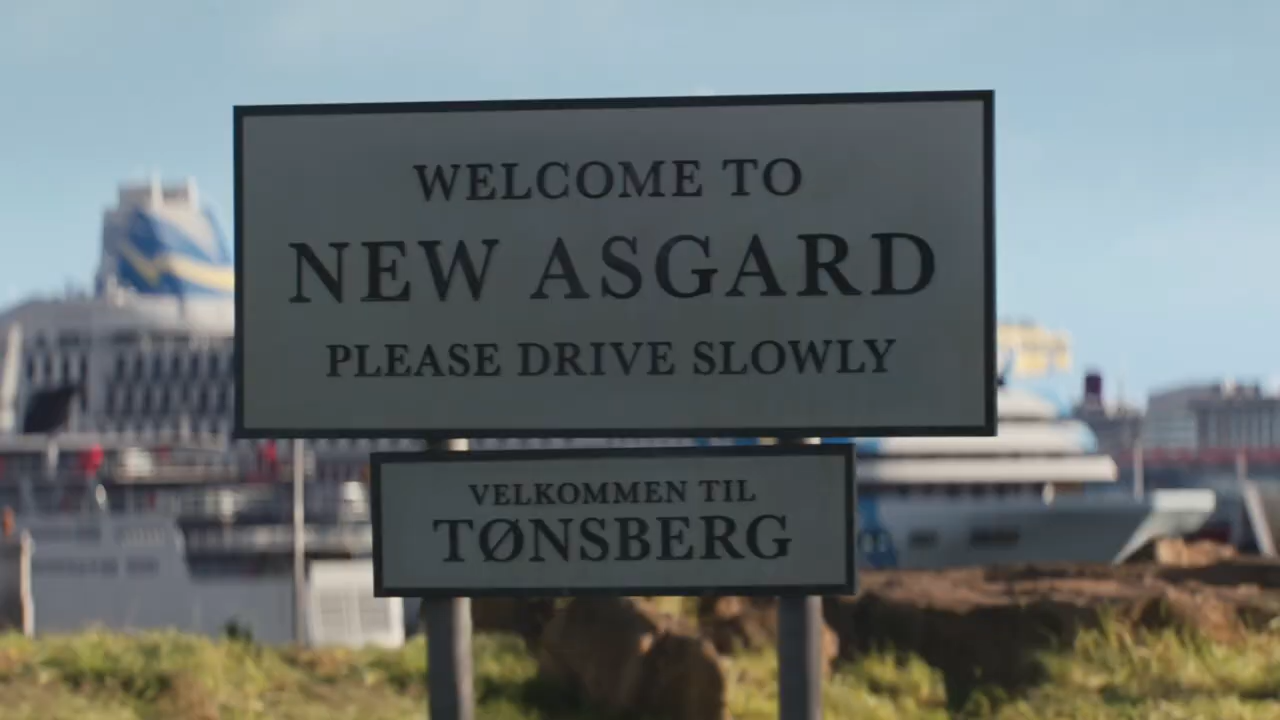 WELCOME TO
NEW ASGARD
PLEASE DRIVE SLOWLY
VELKOMMEN TIL
TØNSBERG